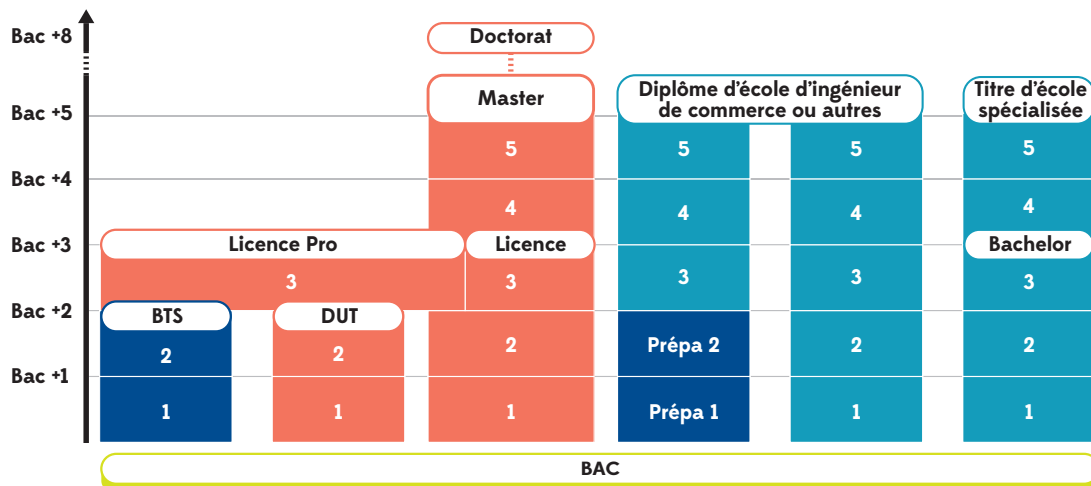 Bac +8
Doctorat
Master
Diplôme d'école d'ingénieur
de commerce ou autres
Titre d'école
spécialisée
Bac +5
5
5
5
5
Bac +4
4
4
4
4
Bac +3
Licence Pro
Licence
Bachelor
3
3
3
3
3
Bac +2
BTS
DUT
2
2
2
Prépa 2
2
2
Bac +1
1
1
1
Prépa 1
1
1
BAC